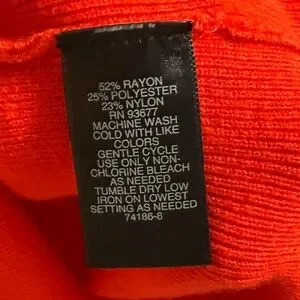 52% RAYON
25% POLYESTER
23% NYLON
RN 93677
MACHINE WASH
COLD WITH LIKE
COLORS
GENTLE CYCLE
USE ONLY NON-
CHLORINE BLEACH
AS NEEDED
TUMBLE DRY LOW
IRON ON LOWEST
SETTING AS NEEDED
74186-8